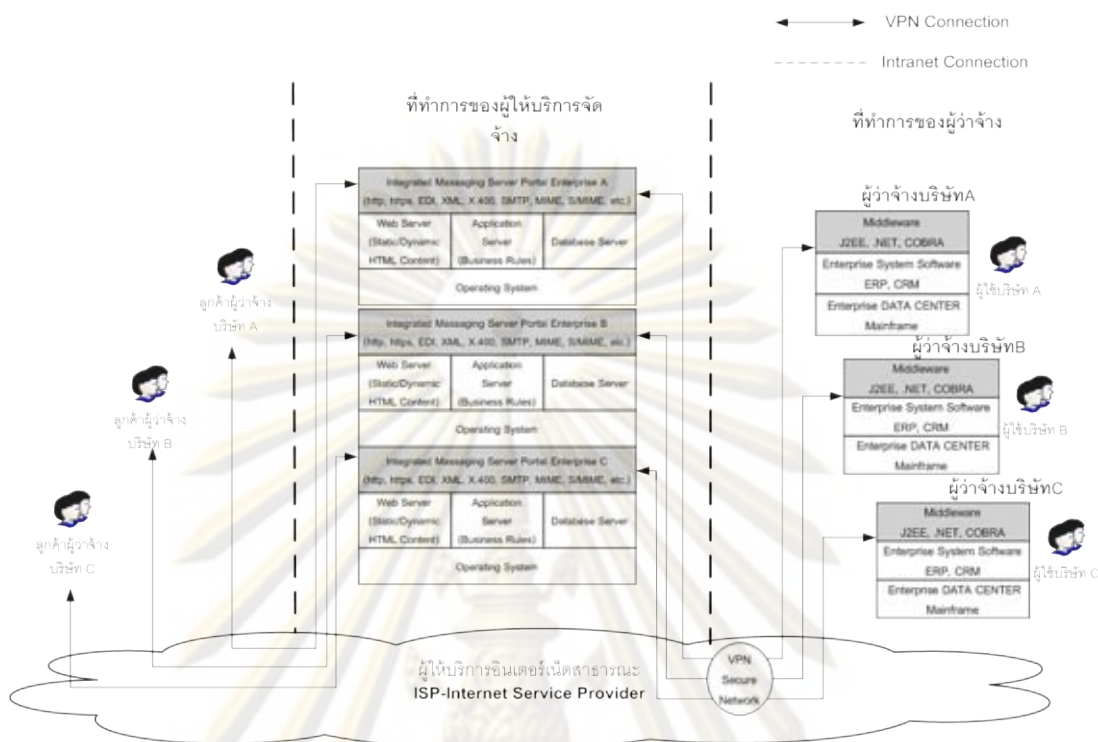 VPN Connection
Intranet Connection
ที่ทำการของผู้ให้บริการจัด
จ้าง
ที่ทำการของผู้ว่าจ้าง
Integrated Massaging Server Portal Enterprise A
(http, https, EDI, XML, X.400, SMTP, MIME, S/MIME, etc.)
Web Server
(Static/Dynamic
HTML Content)
Application
Server
(Business Rules)
Database Server
Operating System
Integrated Massaging Server Portal Enterprise B
(http, https, EDI, XML, X.400, SMTP, MIME, S/MIME, etc.)
Web Server
(Static/Dynamic
HTML Content)
Application
Server
(Business Rules)
Database Server
Operating System
Integrated Massaging Server Portal Enterprise C
(http, https, EDI, XML, X.400, SMTP, MIME, S/MIME, etc.)
Web Server
(Static/Dynamic
HTML Content)
Application
Server
(Business Rules)
Database Server
Operating System
ลูกค้าผู้ว่าจ้าง
บริษัท A
ลูกค้าผู้ว่าจ้าง
บริษัท B
ลูกค้าผู้ว่าจ้าง
บริษัท C
ผู้ว่าจ้างบริษัทA
Middleware
J2EE, .NET, COBRA
Enterprise System Software
ERP, CRM
Enterprise DATA CENTER
Mainframe
ผู้ใช้บริษัท A
ผู้ว่าจ้างบริษัทB
Middleware
J2EE, .NET, COBRA
Enterprise System Software
ERP, CRM
Enterprise DATA CENTER
Mainframe
ผู้ใช้บริษัท B
ผู้ว่าจ้างบริษัทC
Middleware
J2EE, .NET, COBRA
Enterprise System Software
ERP, CRM
Enterprise DATA CENTER
Mainframe
ผู้ใช้บริษัท C
ผู้ให้บริการอินเตอร์เน็ตสาธารณะ
ISP-Internet Service Provider
VPN
Secure
Network